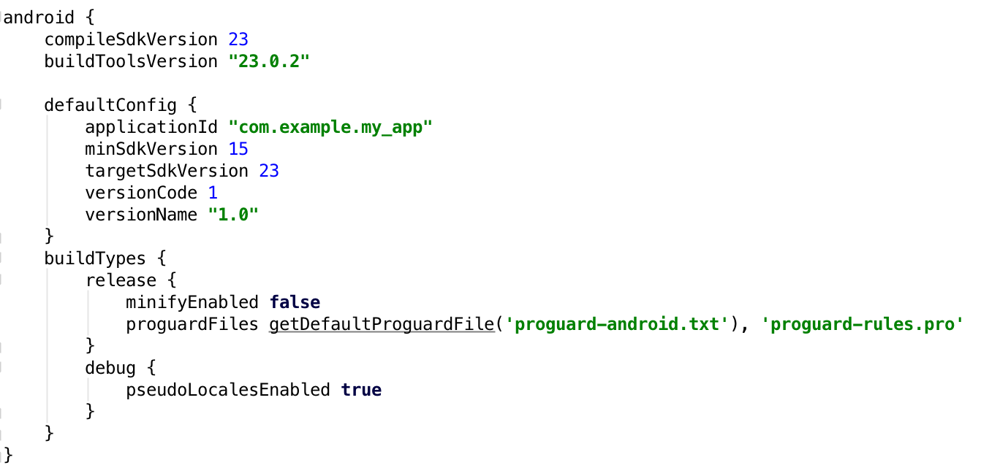 android {
    compileSdkVersion 23
    buildToolsVersion "23.0.2"

    defaultConfig {
        applicationId "com.example.my_app"
        minSdkVersion 15
        targetSdkVersion 23
        versionCode 1
        versionName "1.0"
    }
    buildTypes {
        release {
            minifyEnabled false
            proguardFiles getDefaultProguardFile('proguard-android.txt'), 'proguard-rules.pro'
        }
        debug {
            pseudoLocalesEnabled true
        }
    }
}